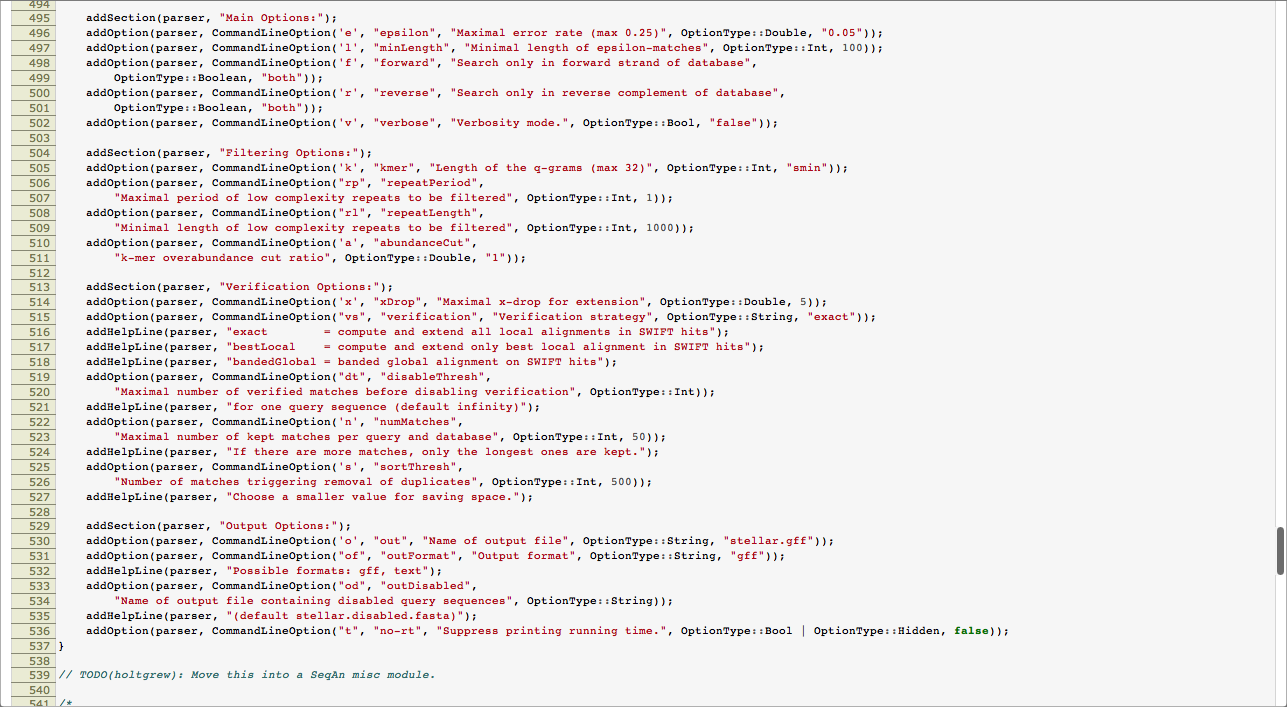 494
495 addSection(parser, "Main Options:");
496 addOption(parser, CommandLineOption('e', "epsilon", "Maximal error rate (max 0.25)", OptionType::Double, "0.05"));
497 addOption(parser, CommandLineOption('l', "minLength", "Minimal length of epsilon-matches", OptionType::Int, 100));
498 addOption(parser, CommandLineOption('f', "forward", "Search only in forward strand of database",
499 OptionType::Boolean, "both"));
500 addOption(parser, CommandLineOption('r', "reverse", "Search only in reverse complement of database",
501 OptionType::Boolean, "both"));
502 addOption(parser, CommandLineOption('v', "verbose", "Verbosity mode.", OptionType::Bool, "false"));
503
504 addSection(parser, "Filtering Options:");
505 addOption(parser, CommandLineOption('k', "kmer", "Length of the q-grams (max 32)", OptionType::Int, "smin"));
506 addOption(parser, CommandLineOption("rp", "repeatPeriod",
507 "Maximal period of low complexity repeats to be filtered", OptionType::Int, 1));
508 addOption(parser, CommandLineOption("rl", "repeatLength",
509 "Minimal length of low complexity repeats to be filtered", OptionType::Int, 1000));
510 addOption(parser, CommandLineOption('a', "abundanceCut",
511 "k-mer overabundance cut ratio", OptionType::Double, "1"));
512
513 addSection(parser, "Verification Options:");
514 addOption(parser, CommandLineOption('x', "xDrop", "Maximal x-drop for extension", OptionType::Double, 5));
515 addOption(parser, CommandLineOption("vs", "verification", "Verification strategy", OptionType::String, "exact"));
516 addHelpLine(parser, "exact        = compute and extend all local alignments in SWIFT hits");
517 addHelpLine(parser, "bestLocal    = compute and extend only best local alignment in SWIFT hits");
518 addHelpLine(parser, "bandedGlobal = banded global alignment on SWIFT hits");
519 addOption(parser, CommandLineOption("dt", "disableThresh",
520 "Maximal number of verified matches before disabling verification", OptionType::Int));
521 addHelpLine(parser, "for one query sequence (default infinity)");
522 addOption(parser, CommandLineOption('n', "numMatches",
523 "Maximal number of kept matches per query and database", OptionType::Int, 50));
524 addHelpLine(parser, "If there are more matches, only the longest ones are kept.");
525 addOption(parser, CommandLineOption('s', "sortThresh",
526 "Number of matches triggering removal of duplicates", OptionType::Int, 500));
527 addHelpLine(parser, "Choose a smaller value for saving space.");
528
529 addSection(parser, "Output Options:");
530 addOption(parser, CommandLineOption('o', "out", "Name of output file", OptionType::String, "stellar.gff"));
531 addOption(parser, CommandLineOption("of", "outFormat", "Output format", OptionType::String, "gff"));
532 addHelpLine(parser, "Possible formats: gff, text");
533 addOption(parser, CommandLineOption("od", "outDisabled",
534 "Name of output file containing disabled query sequences", OptionType::String));
535 addHelpLine(parser, "(default stellar.disabled.fasta)");
536 addOption(parser, CommandLineOption("t", "no-rt", "Suppress printing running time.", OptionType::Bool | OptionType::Hidden, false));
537 }
538
539 // TODO(holtgrew): Move this into a SeqAn misc module.
540
541 /*